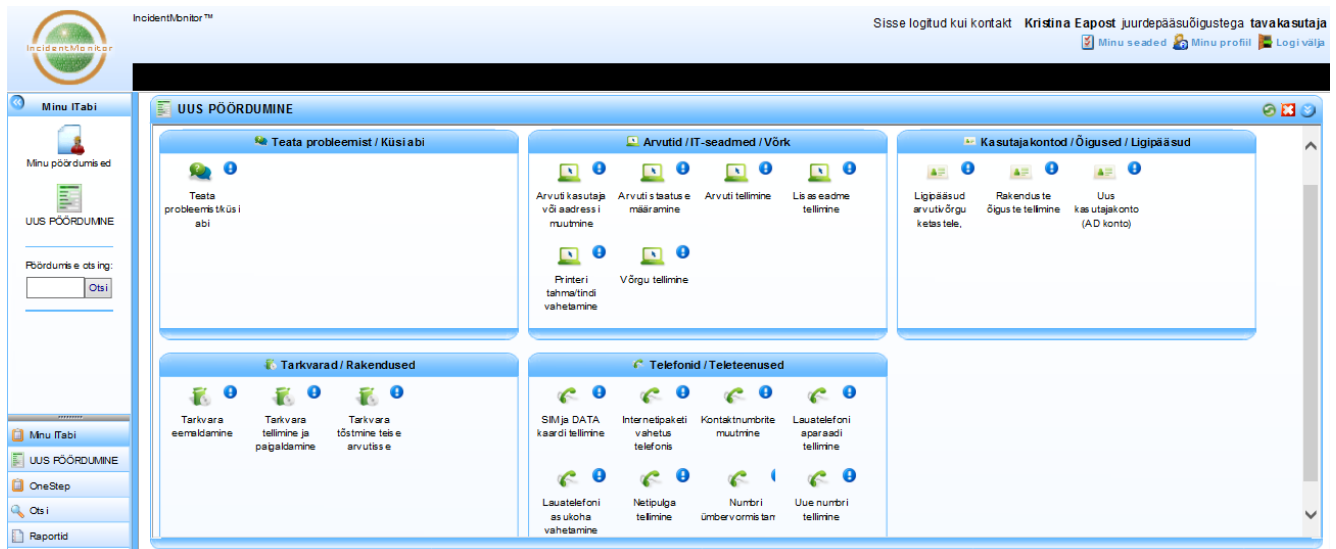 IncidentMonitor
IncidentMonitor™
Sisse logitud kui kontakt Kristina Eapost juurdepääsuõigustega tavakasutaja
Minu seaded Minu profiil Logi välja
Minu ITabi
Minu pöördumised
UUS PÖÖRDUMINE
Pöördumise otsing:
Otsi
Minu ITabi
UUS PÖÖRDUMINE
OneStep
Otsi
Raportid
UUS PÖÖRDUMINE
Teata probleemist / Küsi abi
Teata
probleemist/küsi
abi
Arvutid / IT-seadmed / Võrk
Arvuti kasutaja
või aadressi
muutmine
Arvuti staatuse
määramine
Arvuti tellimine
Lisaseadme
tellimine
Printeri
tahma/tindi
vahetamine
Võrgu tellimine
Kasutajakontod / Õigused / Ligipääsud
Ligipääsud
arvutivõrgu
ketastele,
Rakenduste
õiguste tellimine
Uus
kasutajakonto
(AD konto)
Tarkvarad / Rakendused
Tarkvara
eemaldamine
Tarkvara
tellimine ja
paigaldamine
Tarkvara
tõstmine teise
arvutisse
Telefonid / Teleteenused
SIM ja DATA
kaardi tellimine
Internetipaketi
vahetus
telefonis
Kontaktnumbrite
muutmine
Lauatelefoni
aparaadi
tellimine
Lauatelefoni
asukoha
vahetamine
Netipulga
tellimine
Numbri
ümbervormistam
Uue numbri
tellimine